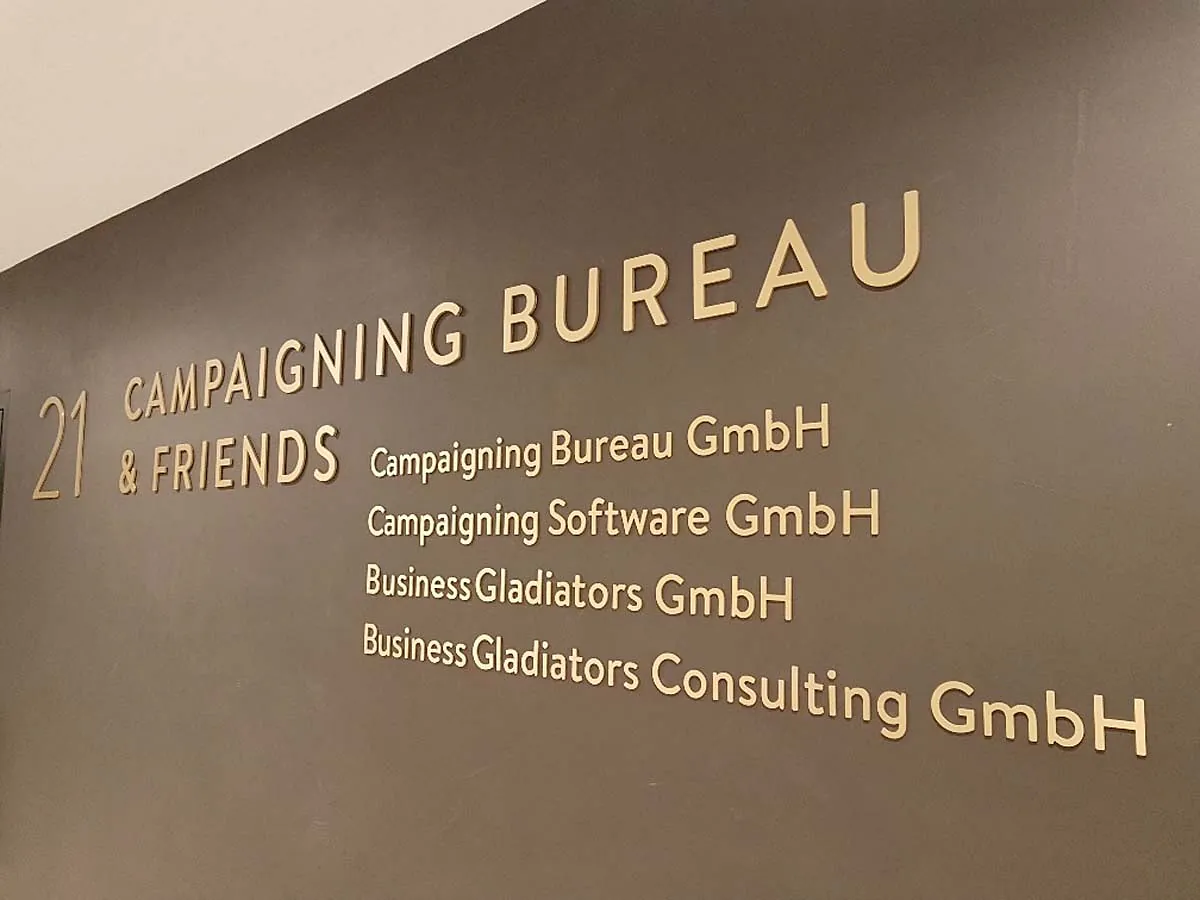 21 CAMPAIGNING BUREAU
& FRIENDS
Campaigning Bureau GmbH
Campaigning Software GmbH
Business Gladiators GmbH
Business Gladiators Consulting GmbH